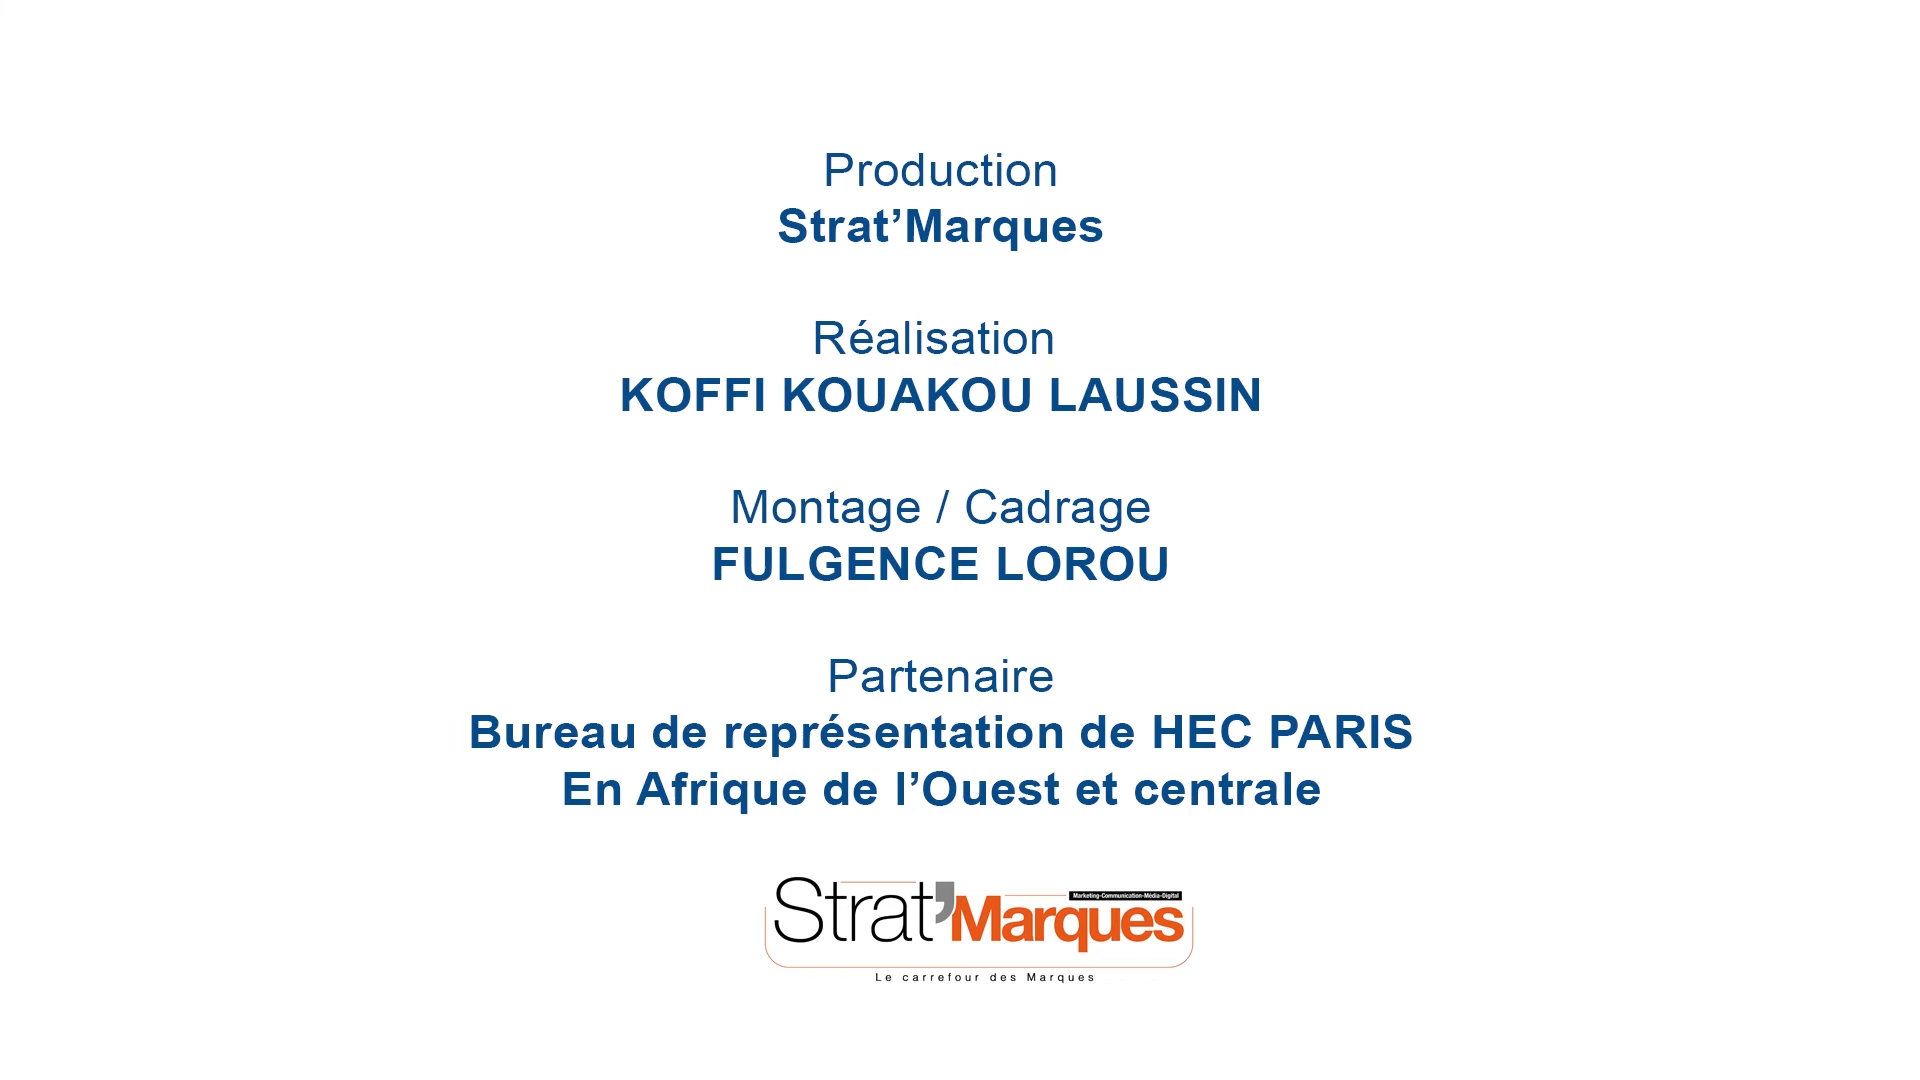 Production
Strat’Marques
Réalisation
KOFFI KOUAKOU LAUSSIN
Montage / Cadrage
FULGENCE LOROU
Partenaire
Bureau de représentation de HEC PARIS
En Afrique de l’Ouest et centrale
Marketing-Communication-Média-Digital
Strat’Marques
Le carrefour des Marques